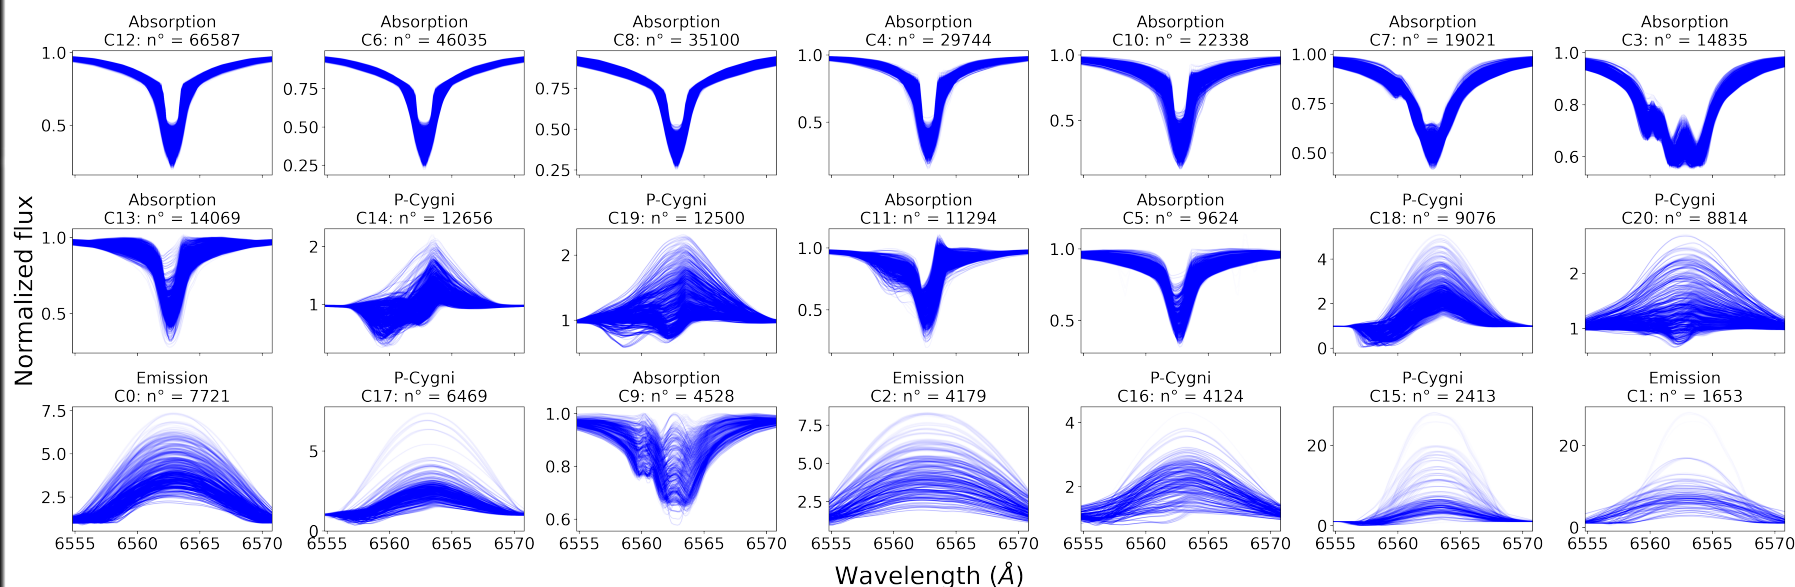 Absorption Absorption Absorption Absorption Absorption Absorption Absorption
C12: n° = 66587 C6: n° = 46035 C8: n° = 35100 C4: n° = 29744 C10: n° = 22338 C7: n° = 19021 C3: n° = 14835
1.0 1.0 1.0 1.00 1.0
0.75 0.75 0.75 0.8
0.5 0.50 0.50 0.5 0.5 0.50 0.6
0.25 0.25
Absorption P-Cygni P-Cygni Absorption Absorption P-Cygni P-Cygni
C13: n° = 14069 C14: n° = 12656 C19: n° = 12500 C11: n° = 11294 C5: n° = 9624 C18: n° = 9076 C20: n° = 8814
1.0 2 2 1.0 1.0 4 2
0.5 1 1 0.5 0.5 2 1
0
Normalized flux
Emission P-Cygni Absorption Emission P-Cygni P-Cygni Emission
C0: n° = 7721 C17: n° = 6469 C9: n° = 4528 C2: n° = 4179 C16: n° = 4124 C15: n° = 2413 C1: n° = 1653
7.5 5 1.0 7.5 4 20 20
5.0 0.8 5.0 2
2.5 0 0.6 2.5 0 0
6555 6560 6565 6570 6555 6560 6565 6570 6555 6560 6565 6570 6555 6560 6565 6570 6555 6560 6565 6570 6555 6560 6565 6570 6555 6560 6565 6570
Wavelength (Å)